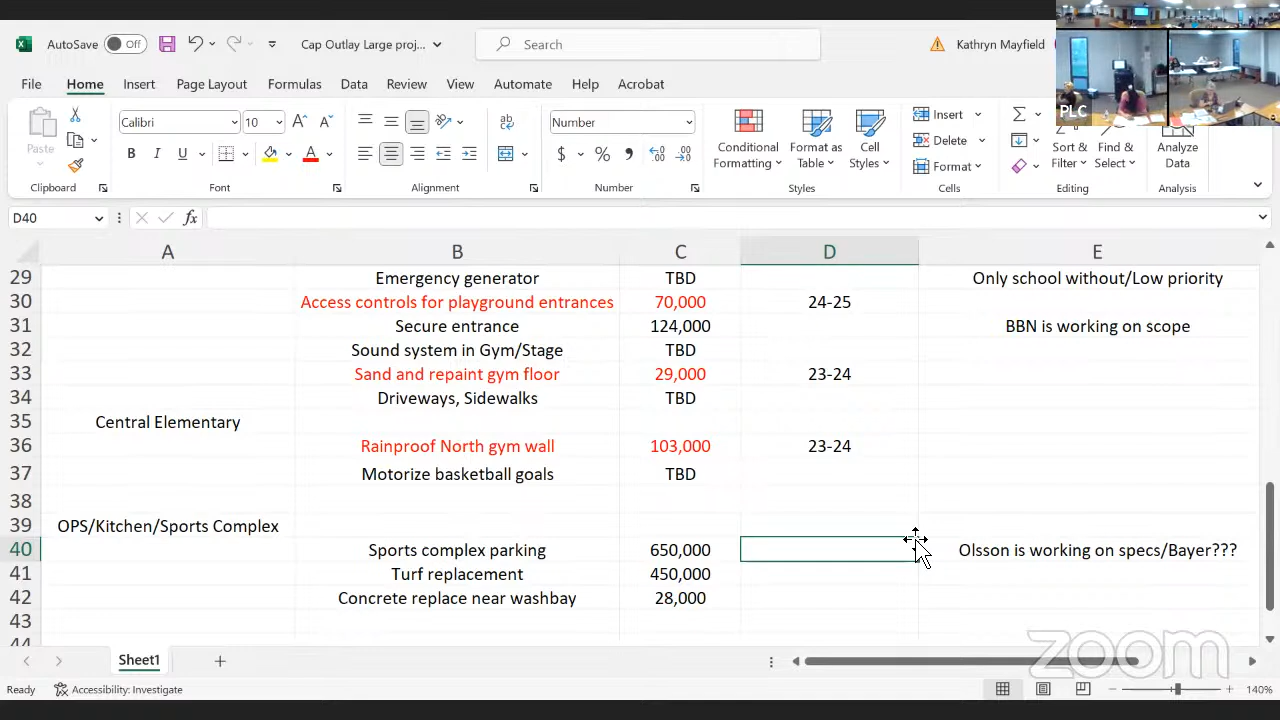 AutoSave Off Cap Outlay Large proj... Search Kathryn Mayfield
PLC
File Home Insert Page Layout Formulas Data Review View Automate Help Acrobat
Paste
Calibri 10
Number
Insert
Delete
Format
Conditional Formatting
Format as Table
Cell Styles
Sort & Filter
Find & Select
Analyze Data
Clipboard Font Alignment Number Styles Cells Editing Analysis
D40 fx
A B C D E
29 Emergency generator TBD Only school without/Low priority
30 Access controls for playground entrances 70,000 24-25
31 Secure entrance 124,000 BBN is working on scope
32 Sound system in Gym/Stage TBD
33 Sand and repaint gym floor 29,000 23-24
34 Driveways, Sidewalks TBD
35 Central Elementary
36 Rainproof North gym wall 103,000 23-24
37 Motorize basketball goals TBD
38
39 OPS/Kitchen/Sports Complex
40 Sports complex parking 650,000 Olsson is working on specs/Bayer???
41 Turf replacement 450,000
42 Concrete replace near washbay 28,000
43
44
zoom
Sheet1
Ready Accessibility: Investigate 140%